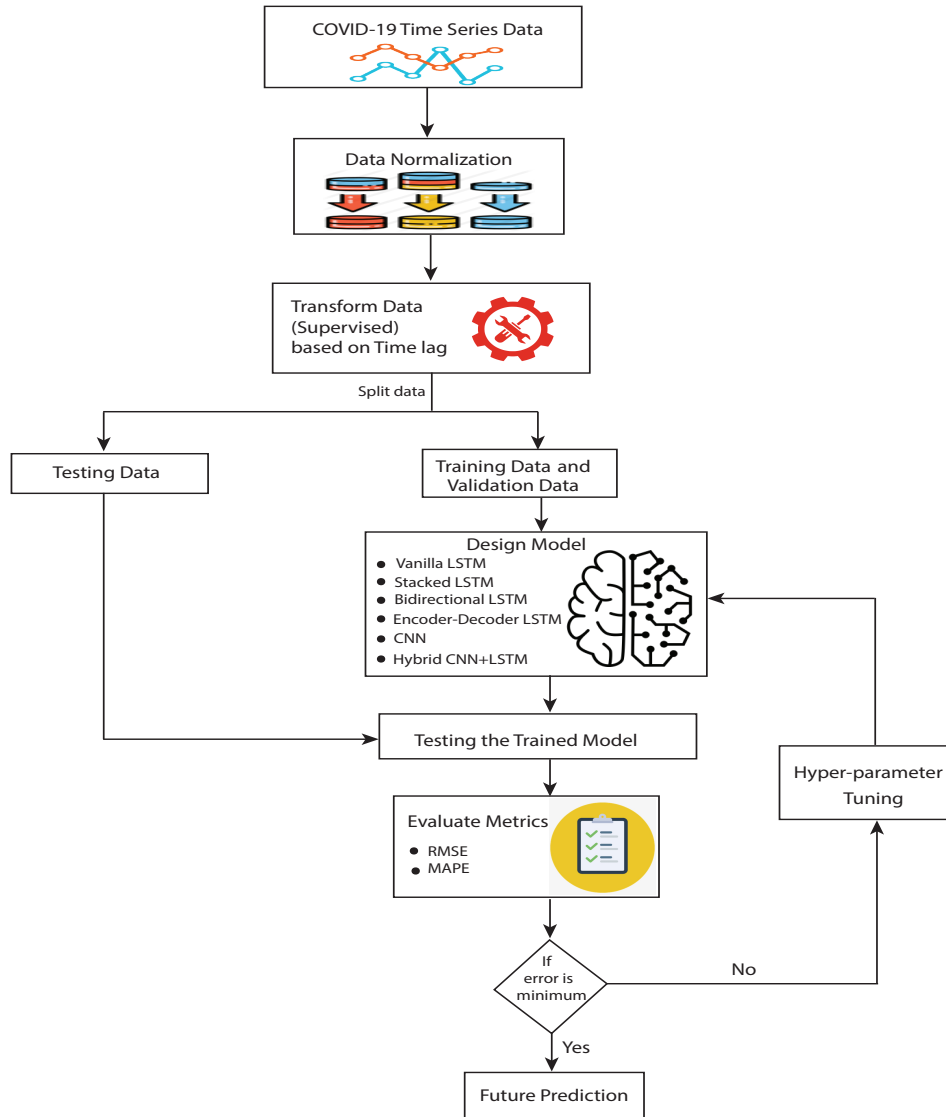 COVID-19 Time Series Data
Data Normalization
Transform Data
(Supervised)
based on Time lag
Split data
Testing Data
Training Data and
Validation Data
Design Model
Vanilla LSTM
Stacked LSTM
Bidirectional LSTM
Encoder-Decoder LSTM
CNN
Hybrid CNN+LSTM
Testing the Trained Model
Hyper-parameter
Tuning
Evaluate Metrics
RMSE
MAPE
If
error is
minimum
No
Yes
Future Prediction